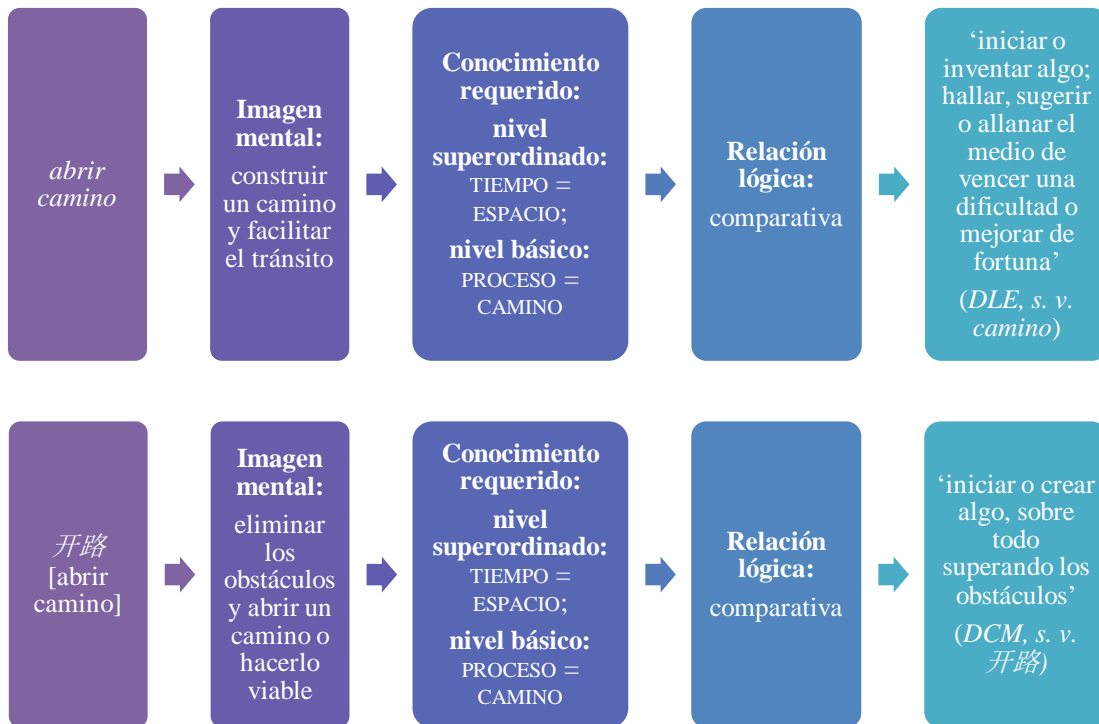 abrir
camino
Imagen
mental:
construir
un camino
y facilitar
el tránsito
Conocimiento
requerido:
nivel
superordinado:
TIEMPO =
ESPACIO;
nivel básico:
PROCESO =
CAMINO
Relación
lógica:
comparativa
‘iniciar o
inventar algo;
hallar, sugerir
o allanar el
medio de
vencer una
dificultad o
mejorar de
fortuna’
(DLE, s. v.
camino)
开路
[abrir
camino]
Imagen
mental:
eliminar
los
obstáculos
y abrir un
camino o
hacerlo
viable
Conocimiento
requerido:
nivel
superordinado:
TIEMPO =
ESPACIO;
nivel básico:
PROCESO =
CAMINO
Relación
lógica:
comparativa
‘iniciar o crear
algo, sobre
todo
superando los
obstáculos’
(DCM, s. v.
开路)